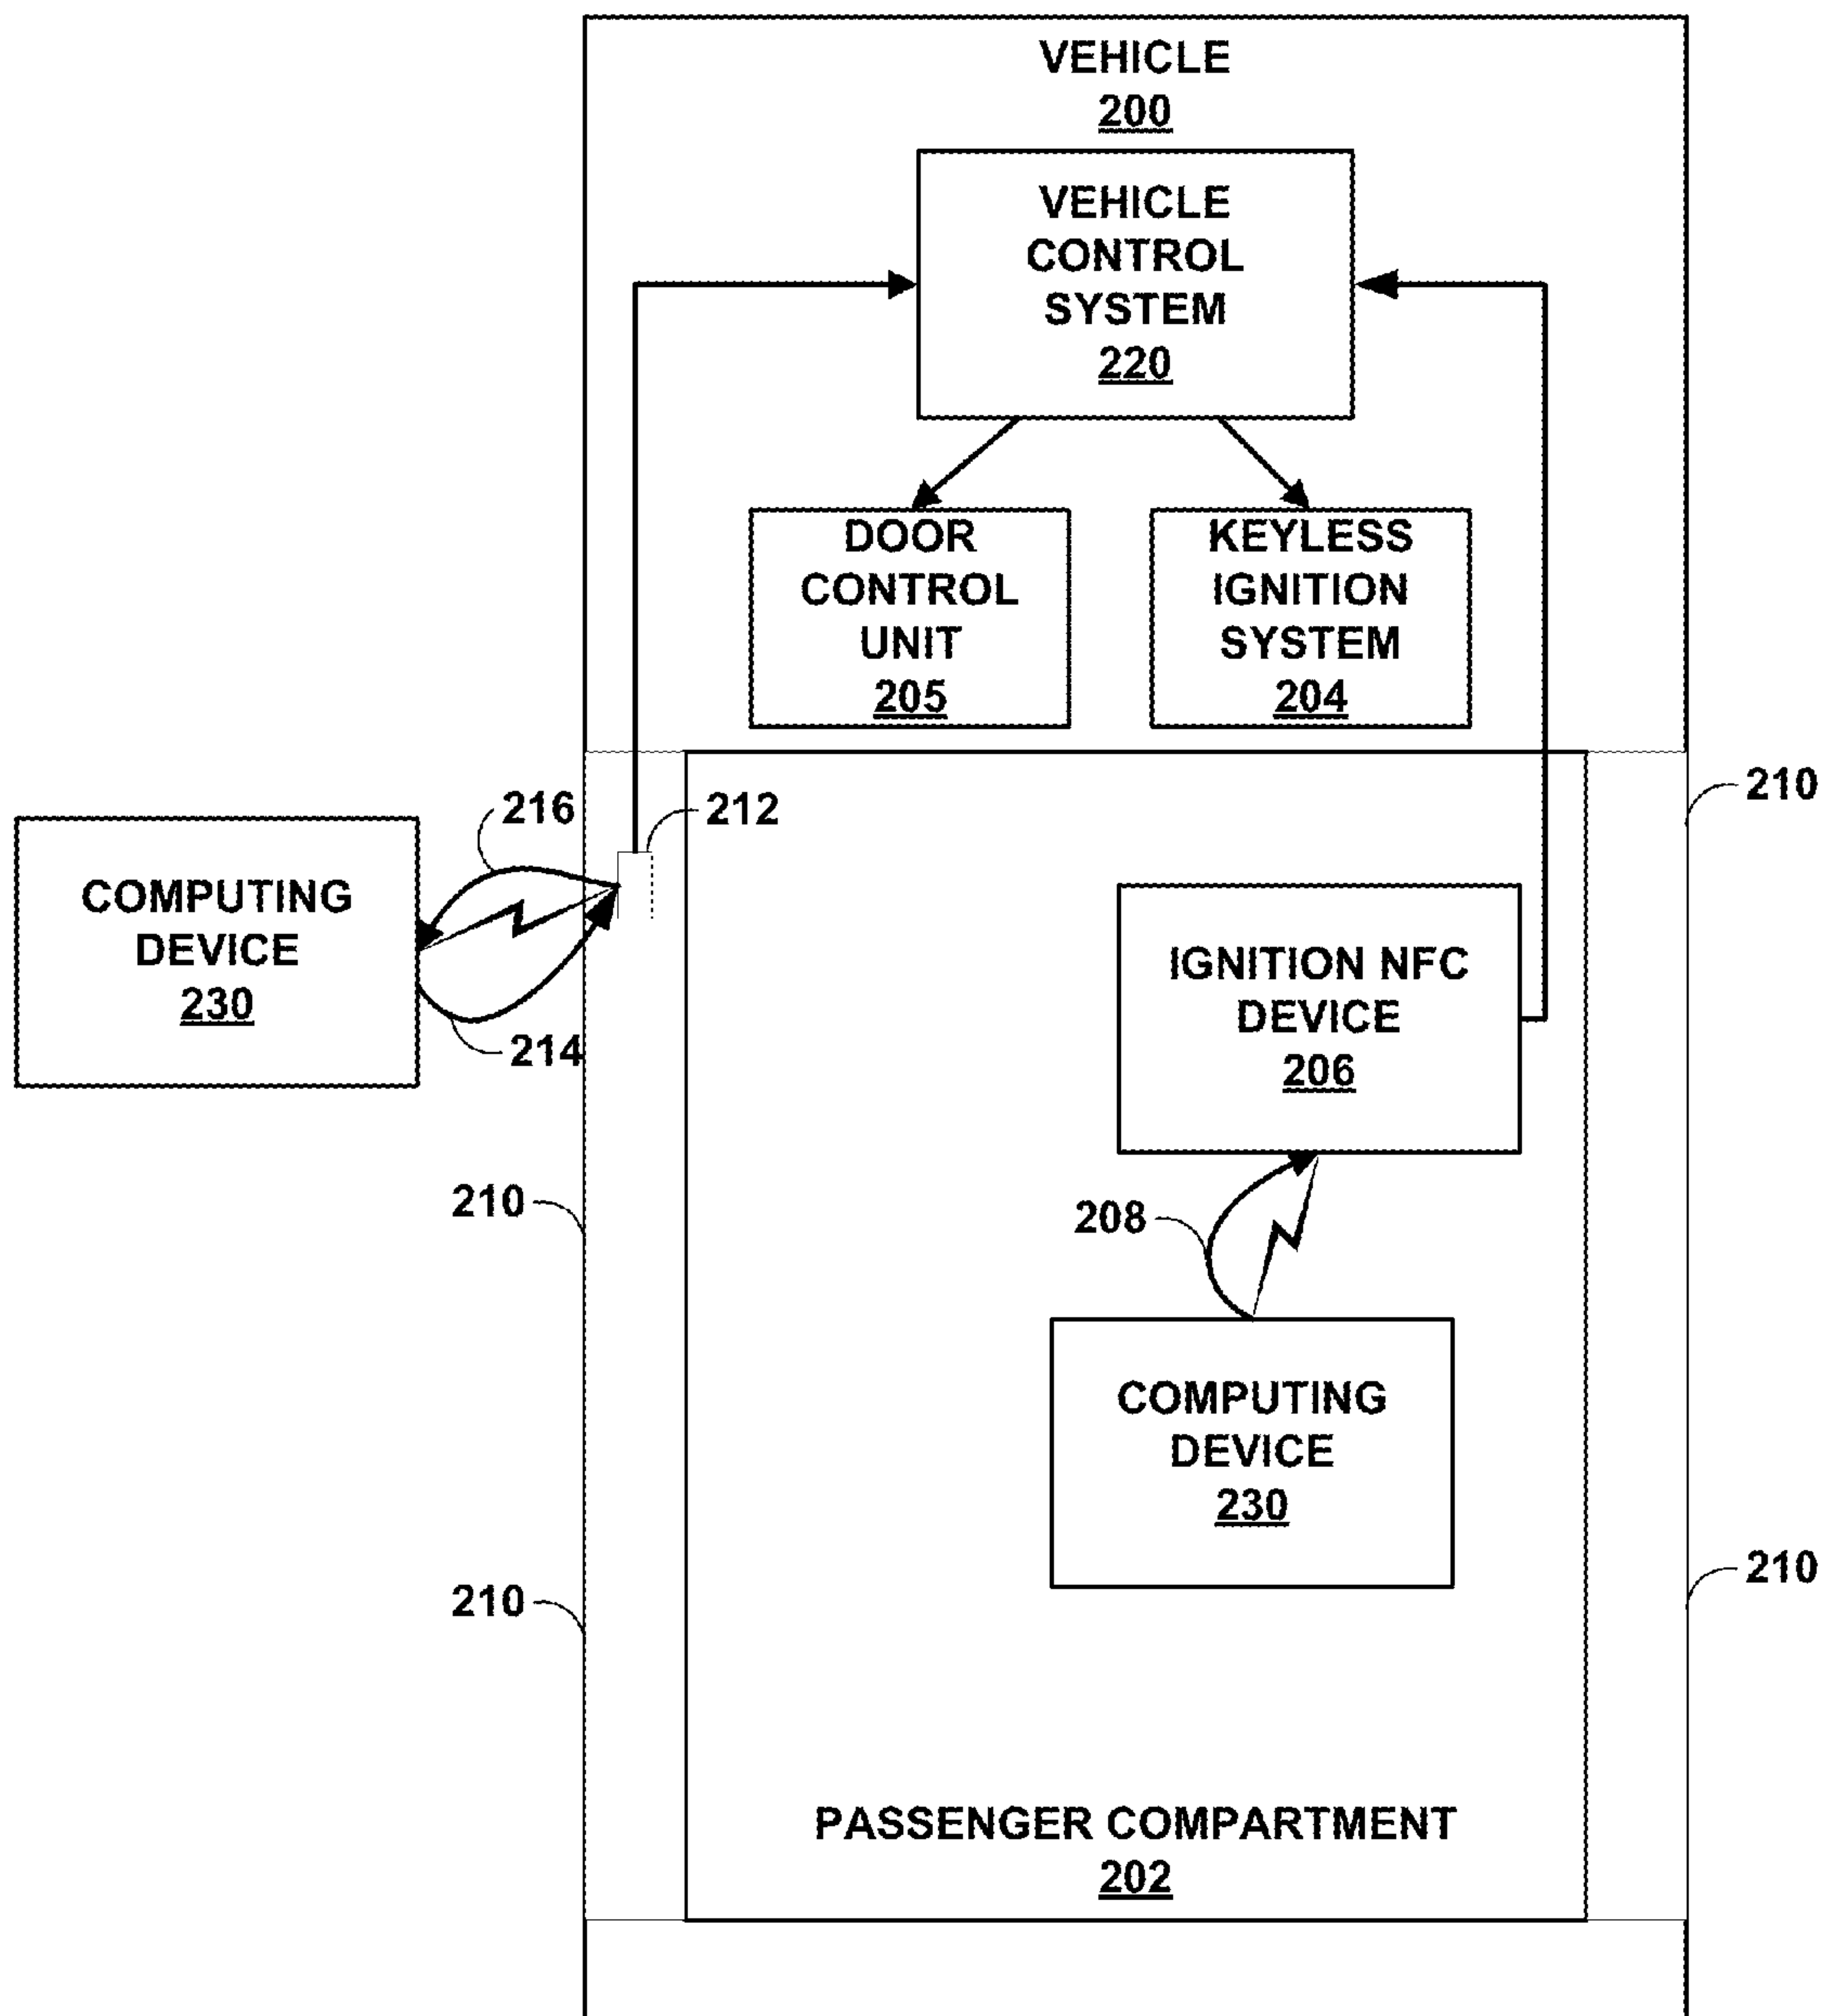 VEHICLE
200
VEHICLE
CONTROL
SYSTEM
220
DOOR
CONTROL
UNIT
205
KEYLESS
IGNITION
SYSTEM
204
210
216
212
COMPUTING
DEVICE
230
214
IGNITION NFC
DEVICE
206
210
208
COMPUTING
DEVICE
230
210
210
PASSENGER COMPARTMENT
202